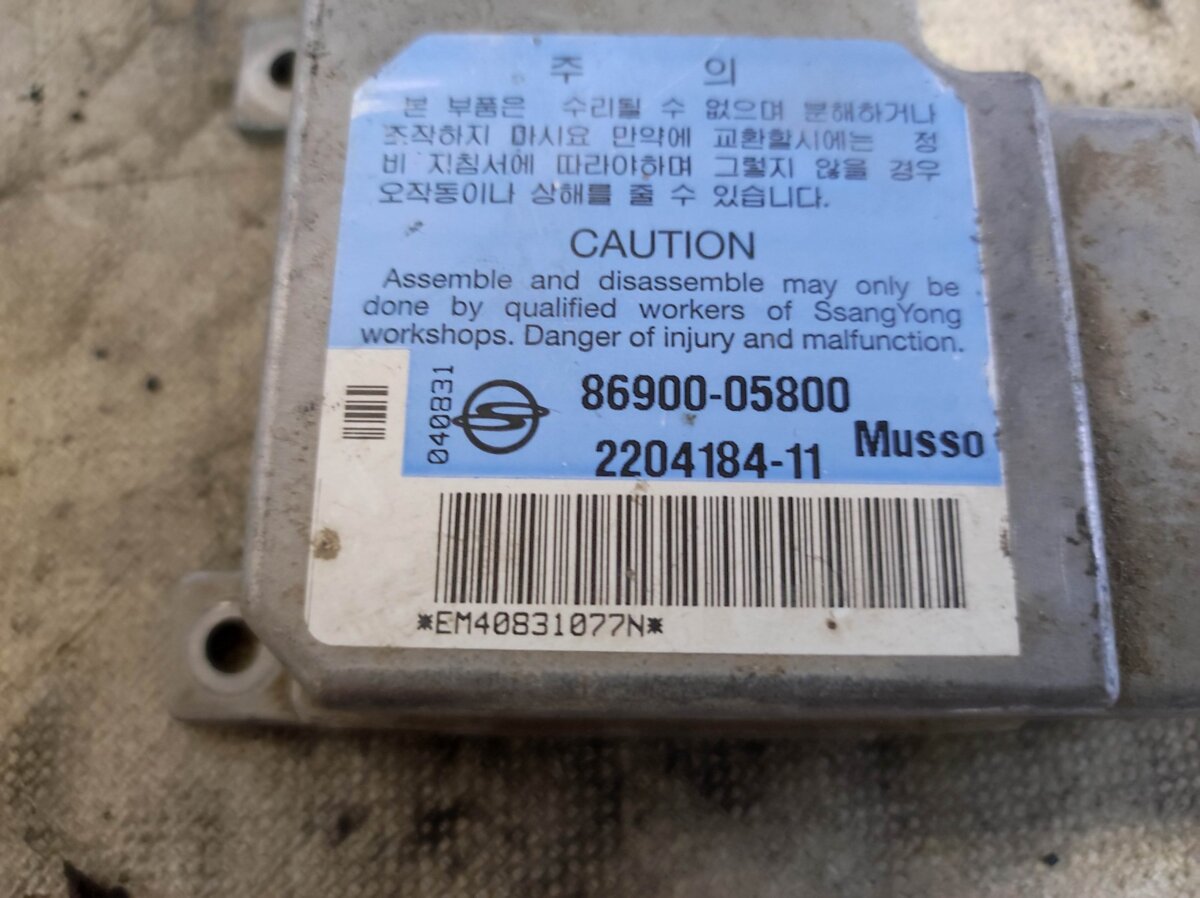 주 의
본 부품은 수리될 수 없으며 분해하거나
조작하지 마시요 만약에 교환할시에는 정
비 지침서에 따라야하며 그렇지 않을 경우
오작동이나 상해를 줄 수 있습니다.
CAUTION
Assemble and disassemble may only be
done by qualified workers of SsangYong
workshops. Danger of injury and malfunction.
040831
86900-05800
2204184-11 Musso
*EM40831077N*